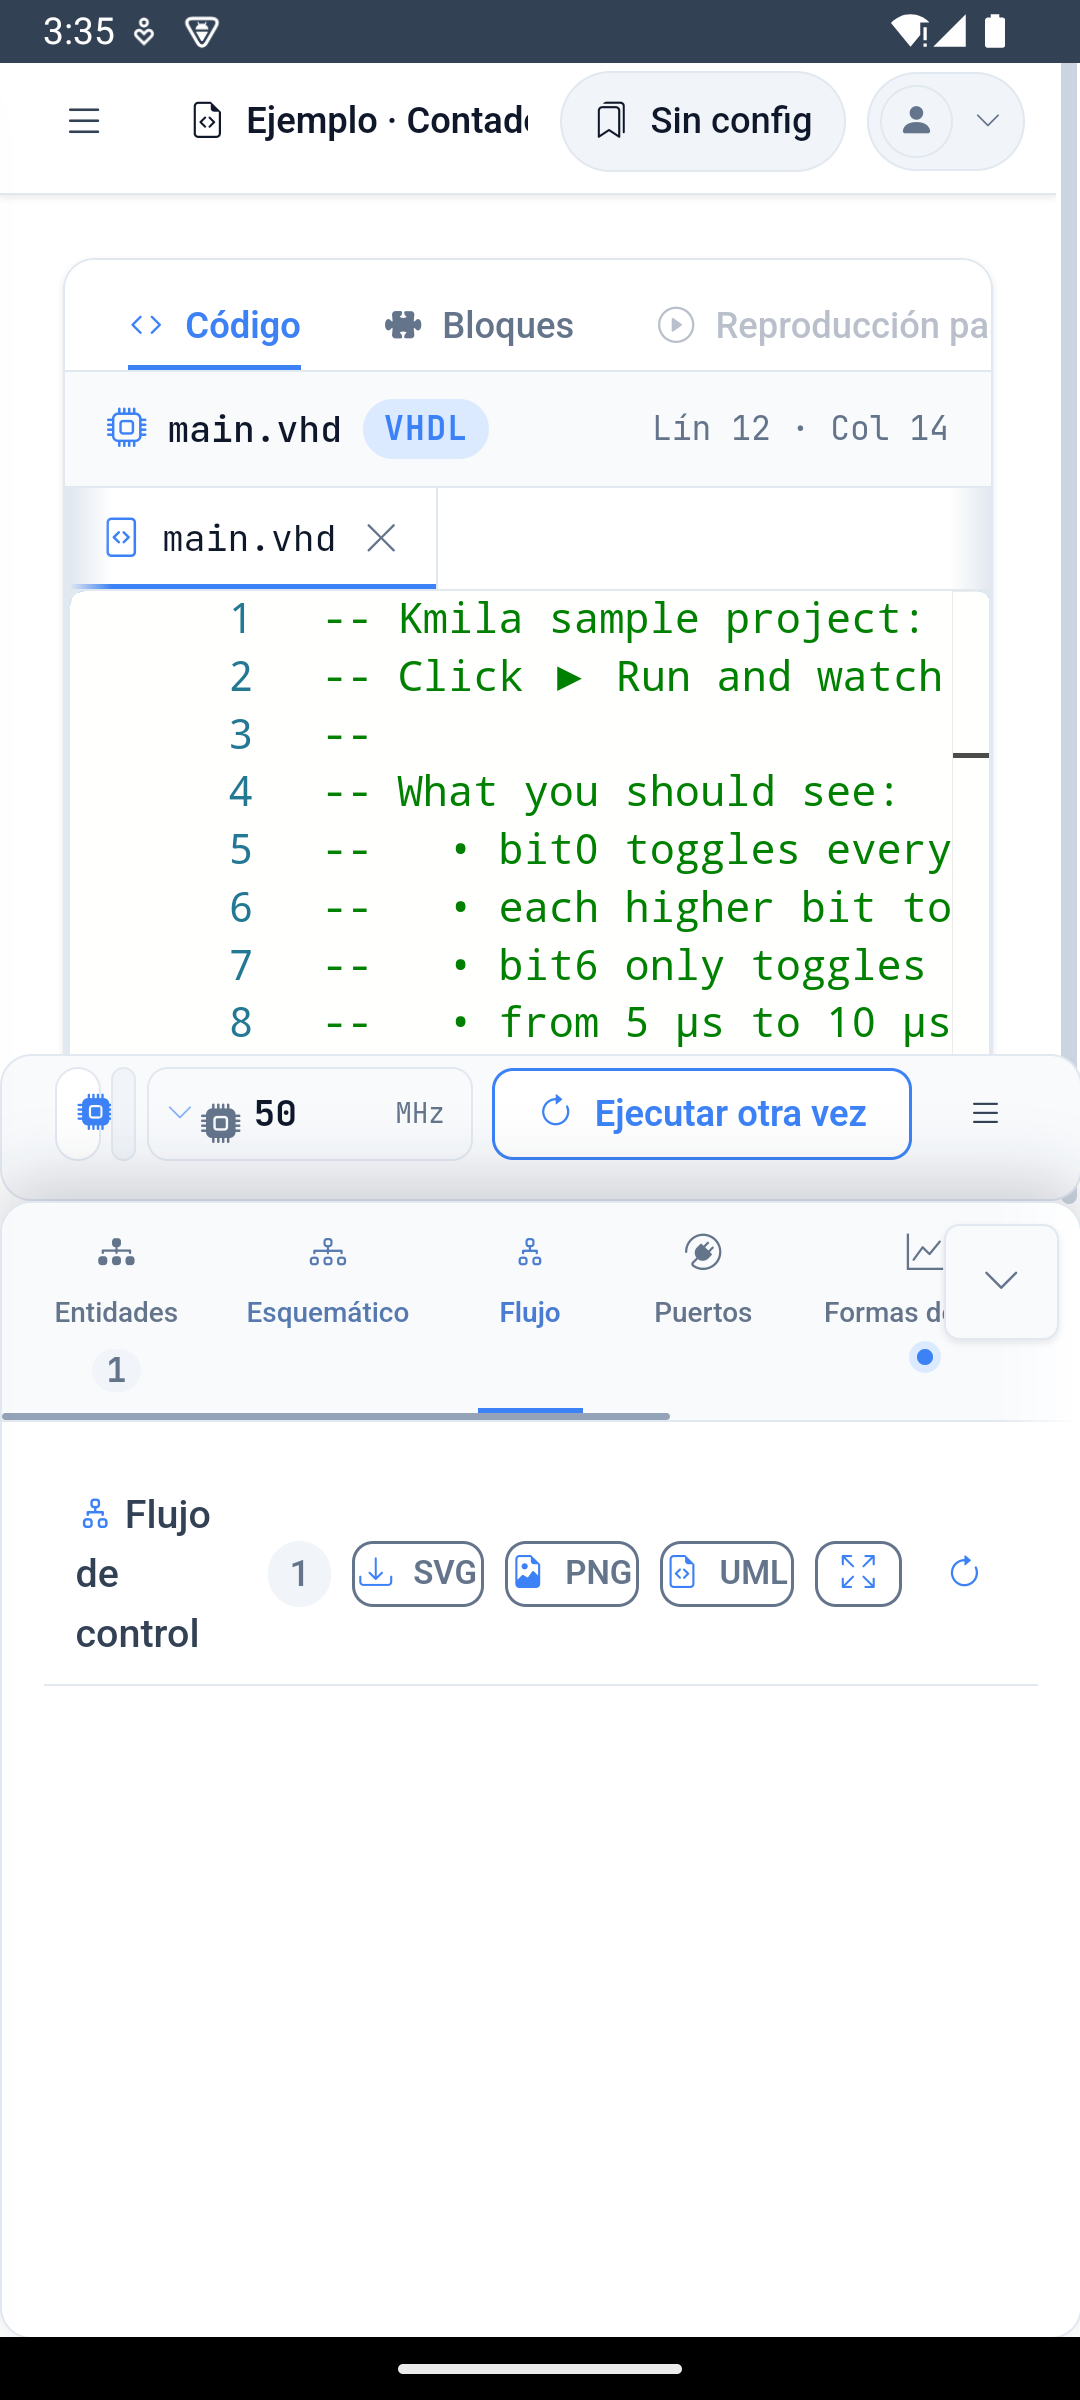 3:35
Ejemplo · Contad
Sin config
Código
Bloques
Reproducción pa
main.vhd
VHDL
Lín 12 · Col 14
main.vhd
1 -- Kmila sample project:
2 -- Click ▶ Run and watch
3 --
4 -- What you should see:
5 -- • bit0 toggles every
6 -- • each higher bit to
7 -- • bit6 only toggles
8 -- • from 5 µs to 10 µs
50 MHz
Ejecutar otra vez
Entidades
Esquemático
Flujo
Puertos
Formas d
1
Flujo de control
1
SVG
PNG
UML